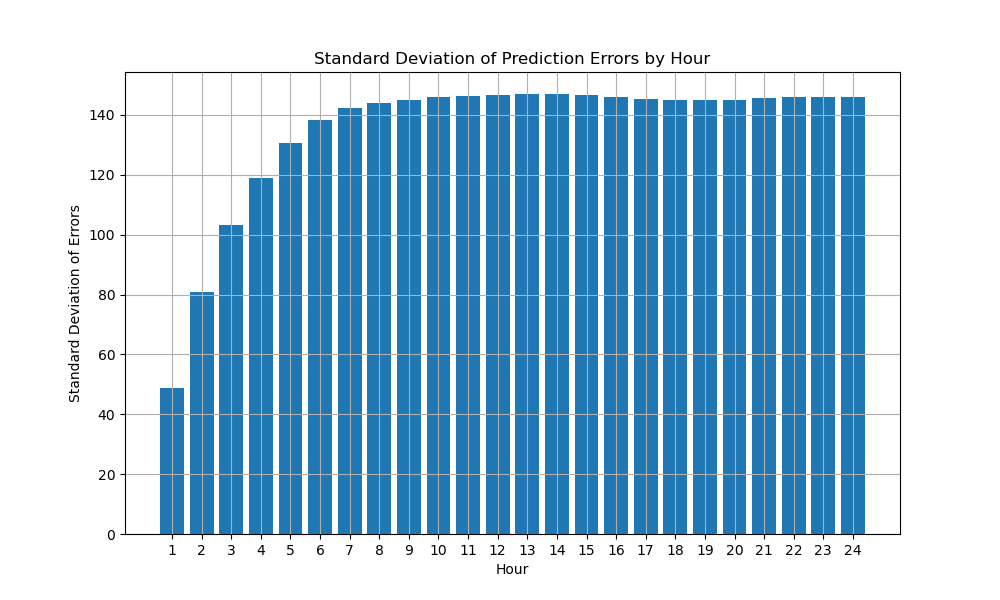 Standard Deviation of Prediction Errors by Hour
Standard Deviation of Errors
140
120
100
80
60
40
20
0
1 2 3 4 5 6 7 8 9 10 11 12 13 14 15 16 17 18 19 20 21 22 23 24
Hour